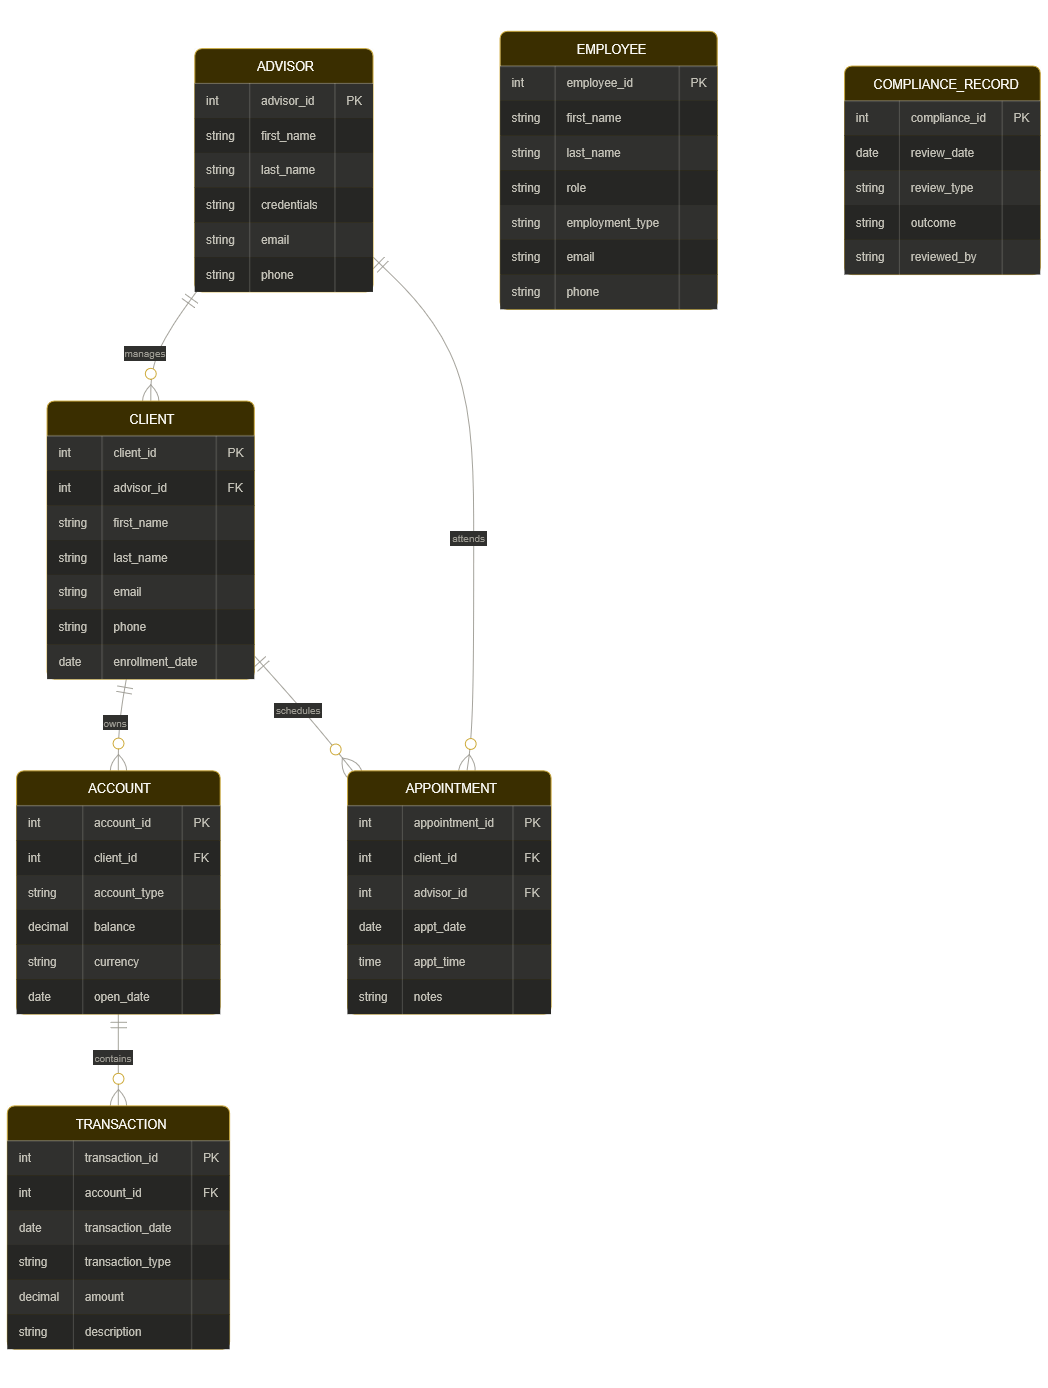 ADVISOR
int advisor_id PK
string first_name
string last_name
string credentials
string email
string phone
EMPLOYEE
int employee_id PK
string first_name
string last_name
string role
string employment_type
string email
string phone
COMPLIANCE_RECORD
int compliance_id PK
date review_date
string review_type
string outcome
string reviewed_by
manages
CLIENT
int client_id PK
int advisor_id FK
string first_name
string last_name
string email
string phone
date enrollment_date
attends
schedules
owns
ACCOUNT
int account_id PK
int client_id FK
string account_type
decimal balance
string currency
date open_date
APPOINTMENT
int appointment_id PK
int client_id FK
int advisor_id FK
date appt_date
time appt_time
string notes
contains
TRANSACTION
int transaction_id PK
int account_id FK
date transaction_date
string transaction_type
decimal amount
string description